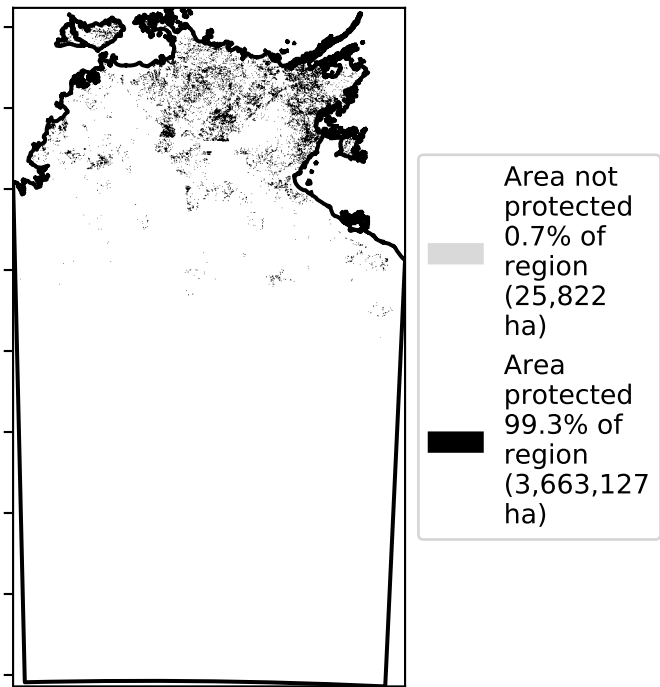 Area not
protected
0.7% of
region
(25,822
ha)
Area
protected
99.3% of
region
(3,663,127
ha)